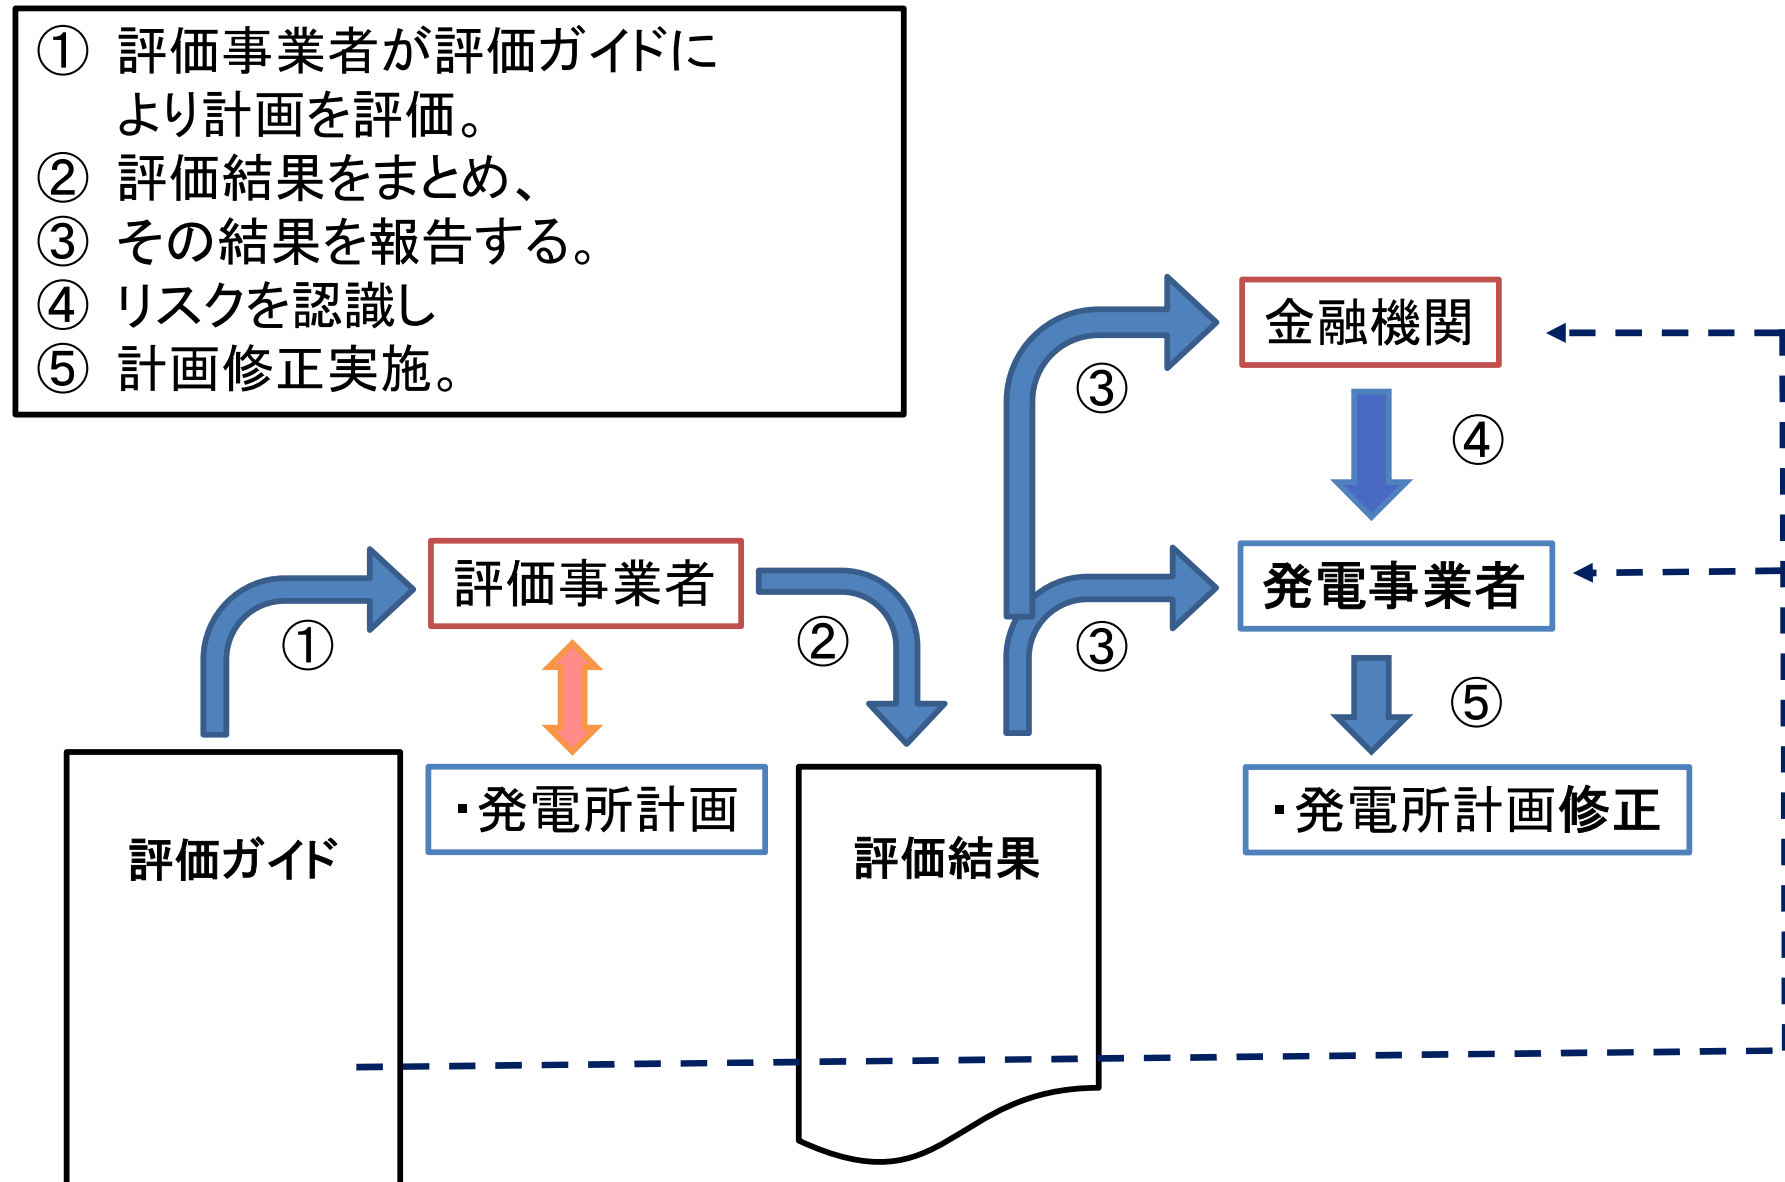 ① 評価事業者が評価ガイドに
より計画を評価。
② 評価結果をまとめ、
③ その結果を報告する。
④ リスクを認識し
⑤ 計画修正実施。
金融機関
③
④
評価事業者
発電事業者
①
②
③
⑤
・発電所計画
・発電所計画修正
評価ガイド
評価結果